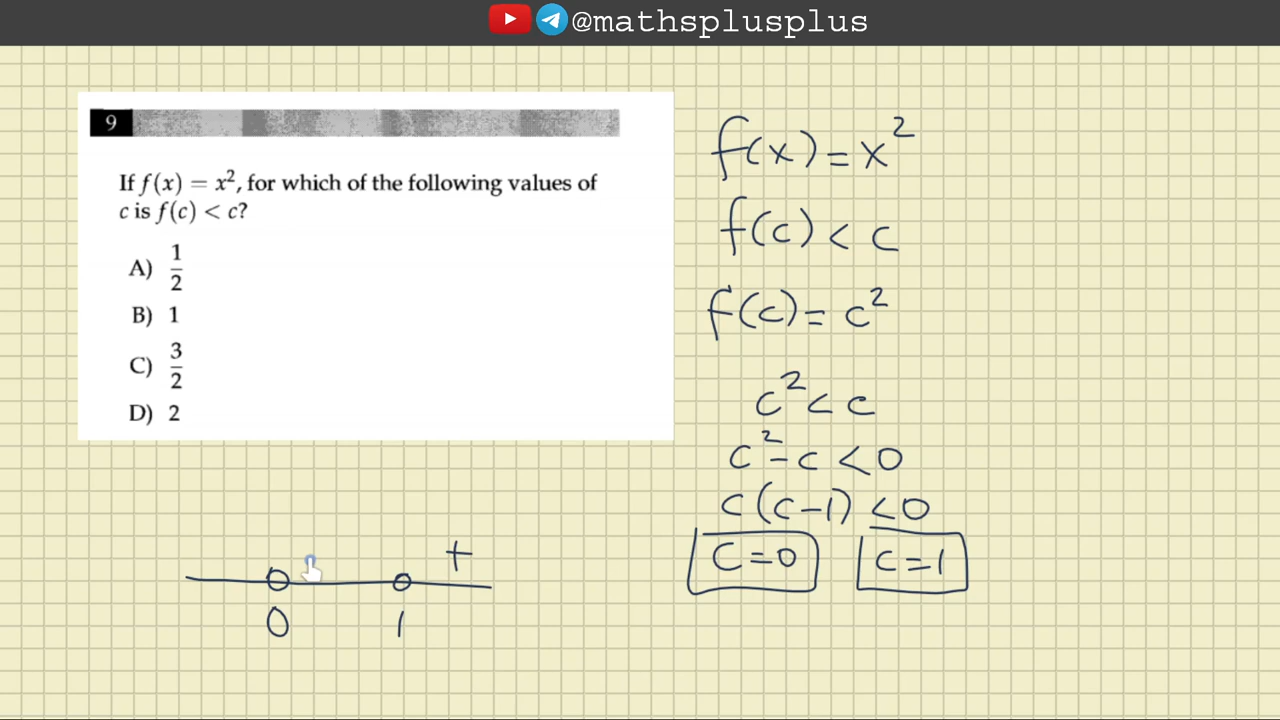 @mathsplusplus
9
If f(x) = x², for which of the following values of
c is f(c) < c?
A) 1/2
B) 1
C) 3/2
D) 2
f(x) = x²
f(c) < c
f(c) = c²
c² < c
c² - c < 0
c(c-1) < 0
C = 0 c = 1
+
0 1